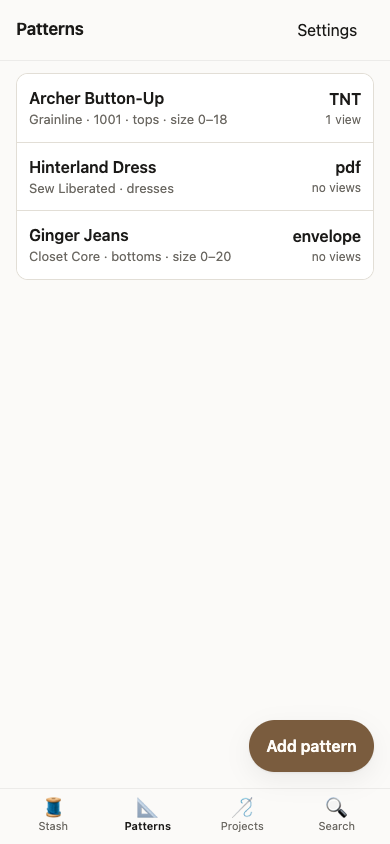 Patterns
Settings
Archer Button-Up
TNT
Grainline · 1001 · tops · size 0–18
1 view
Hinterland Dress
pdf
Sew Liberated · dresses
no views
Ginger Jeans
envelope
Closet Core · bottoms · size 0–20
no views
Add pattern
Stash
Patterns
Projects
Search